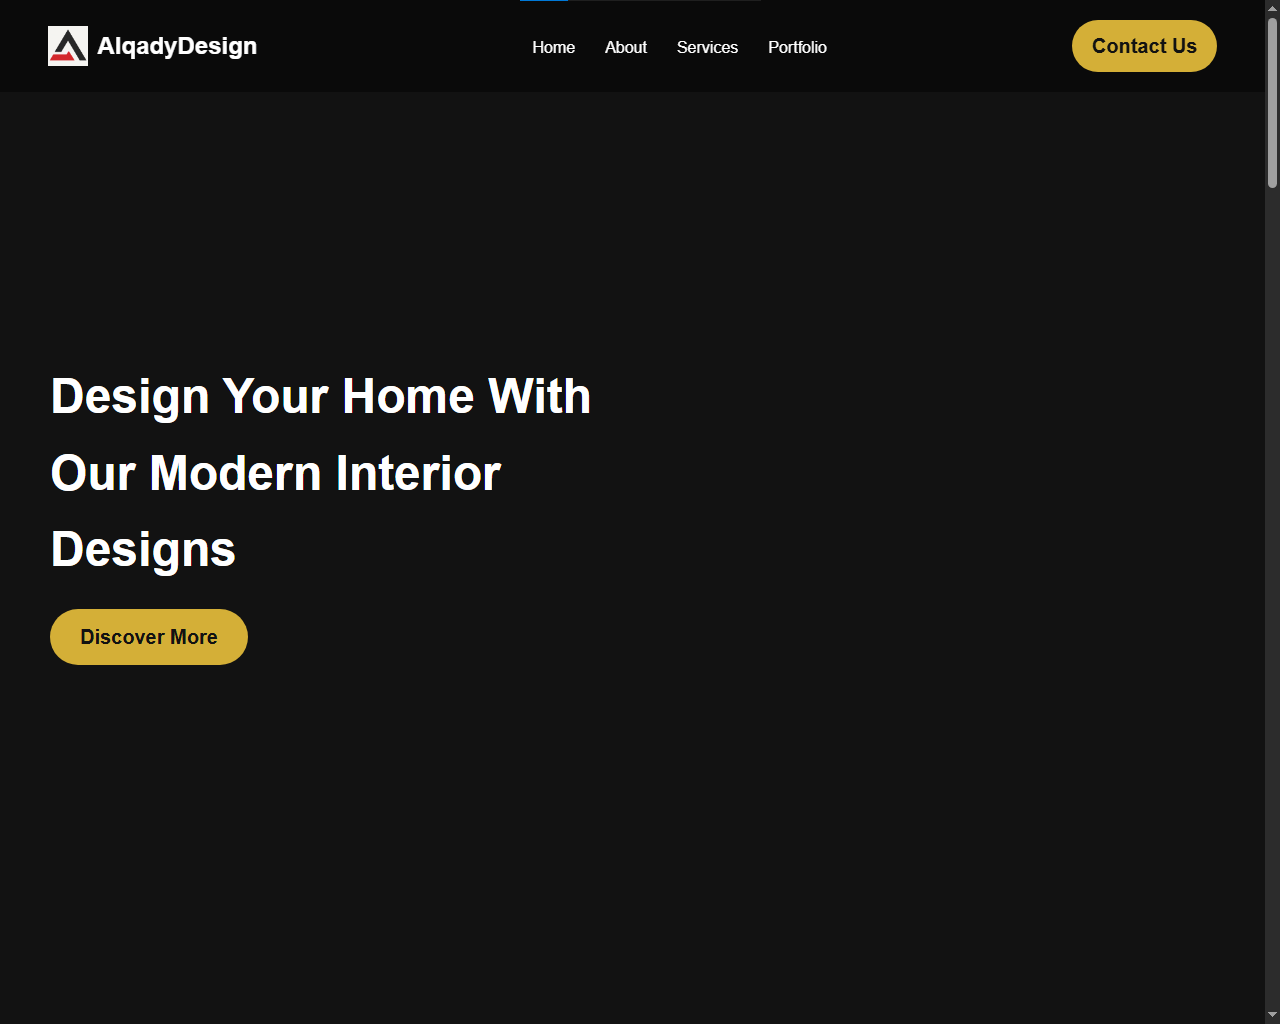 AlqadyDesign
Home
About
Services
Portfolio
Contact Us
Design Your Home With
Our Modern Interior
Designs
Discover More